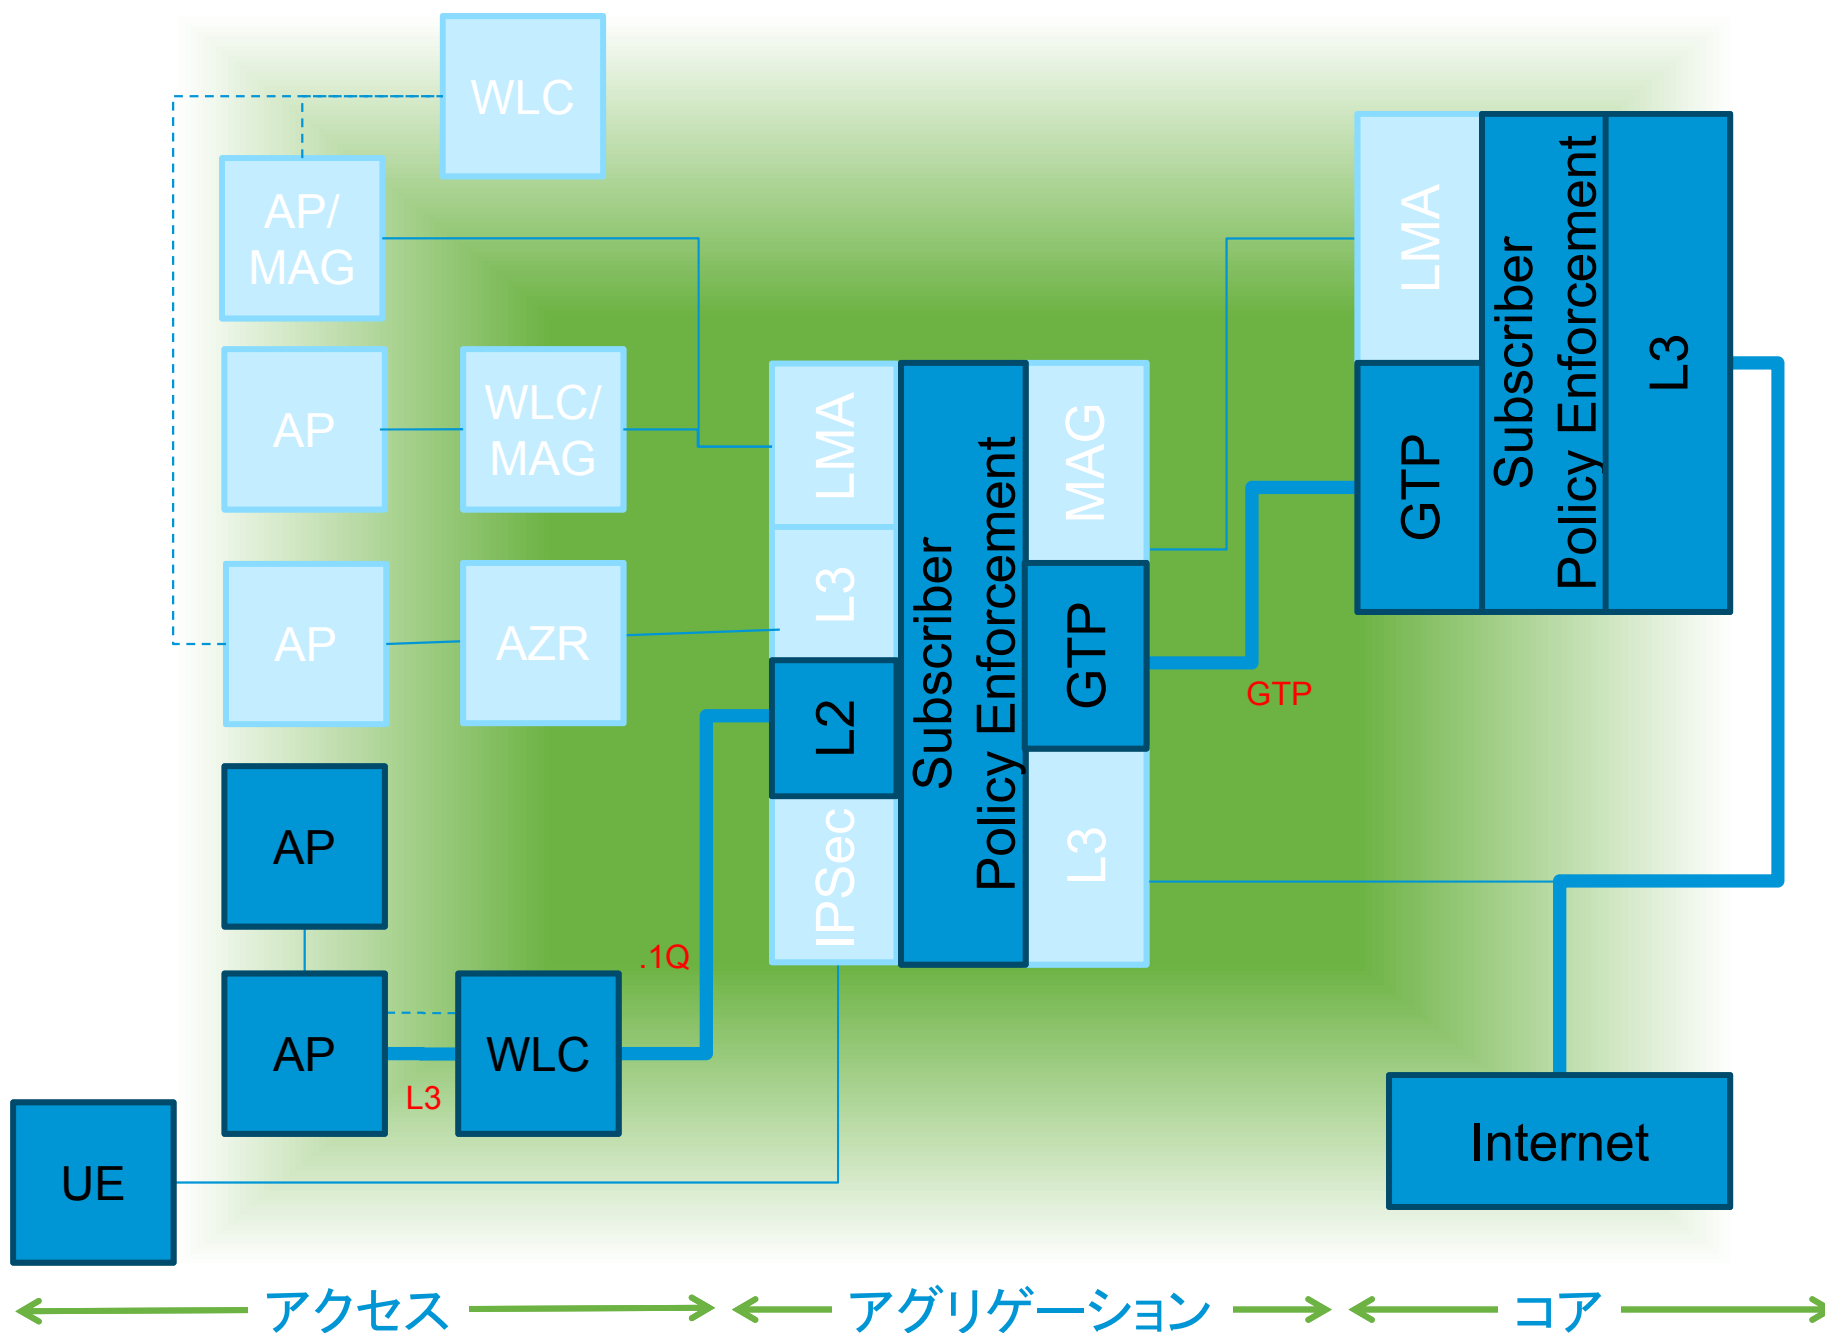 WLC
AP/
MAG
AP
WLC/
MAG
AP
AZR
AP
AP
L3
WLC
.1Q
UE
LMA
L3
L2
IPSec
Subscriber
Policy Enforcement
MAG
GTP
L3
GTP
LMA
GTP
Subscriber
Policy Enforcement
L3
Internet
アクセス
アグリゲーション
コア